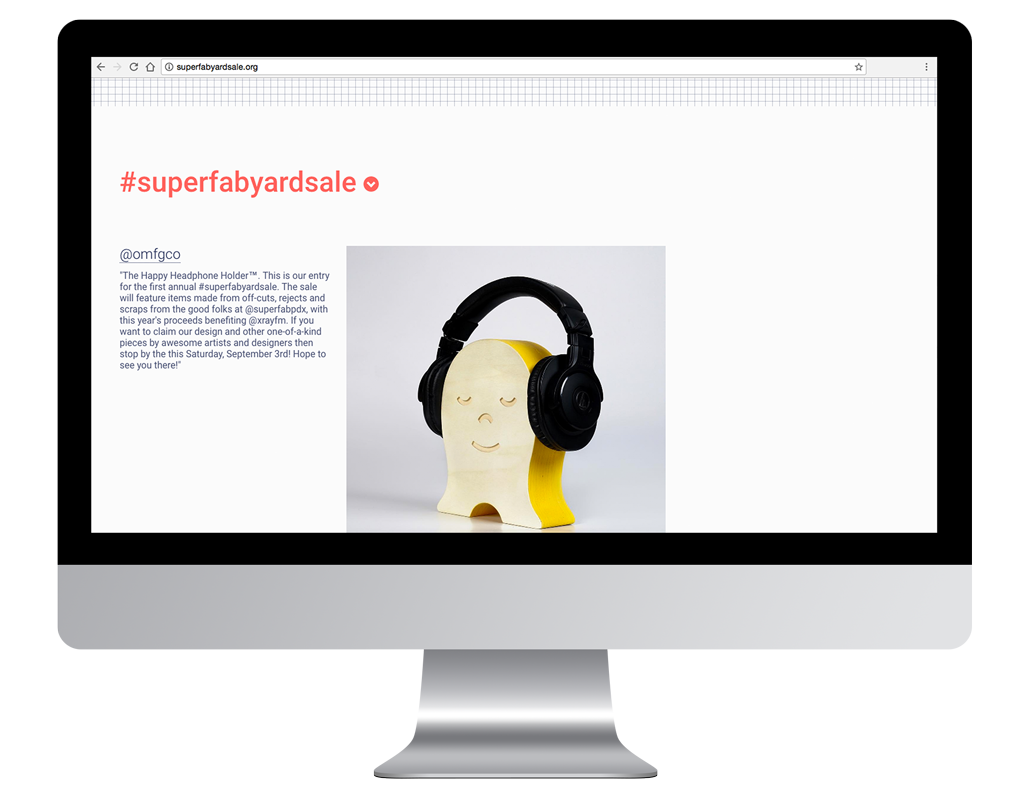 superfabyardsale.org
#superfabyardsale
@omfgco
"The Happy Headphone Holder™. This is our entry
for the first annual #superfabyardsale. The sale
will feature items made from off-cuts, rejects and
scraps from the good folks at @superfabpdx, with
this year's proceeds benefiting @xrayfm. If you
want to claim our design and other one-of-a-kind
pieces by awesome artists and designers then
stop by the this Saturday, September 3rd! Hope to
see you there!"